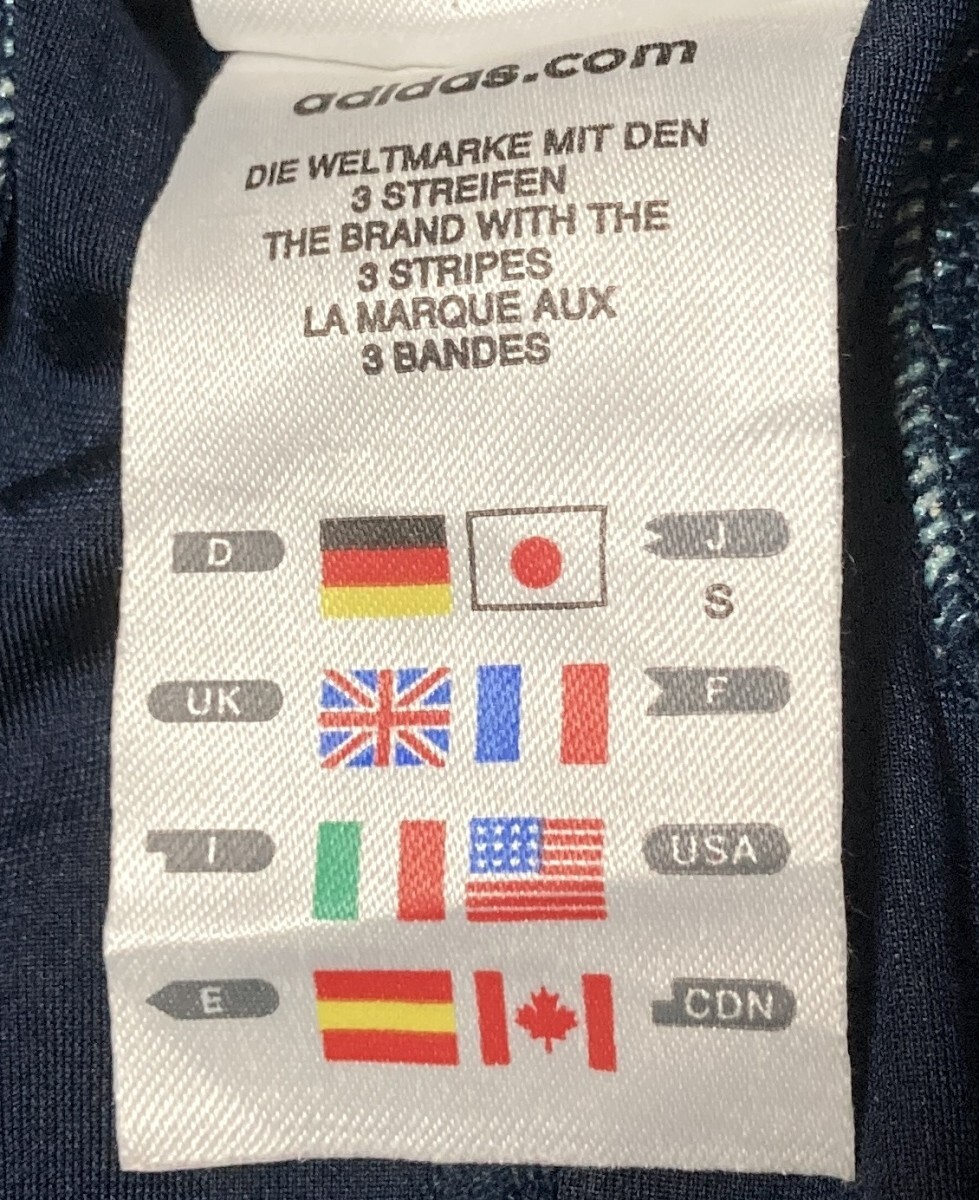 adidas.com
DIE WELTMARKE MIT DEN
3 STREIFEN
THE BRAND WITH THE
3 STRIPES
LA MARQUE AUX
3 BANDES
D J
S
UK F
I USA
E CDN